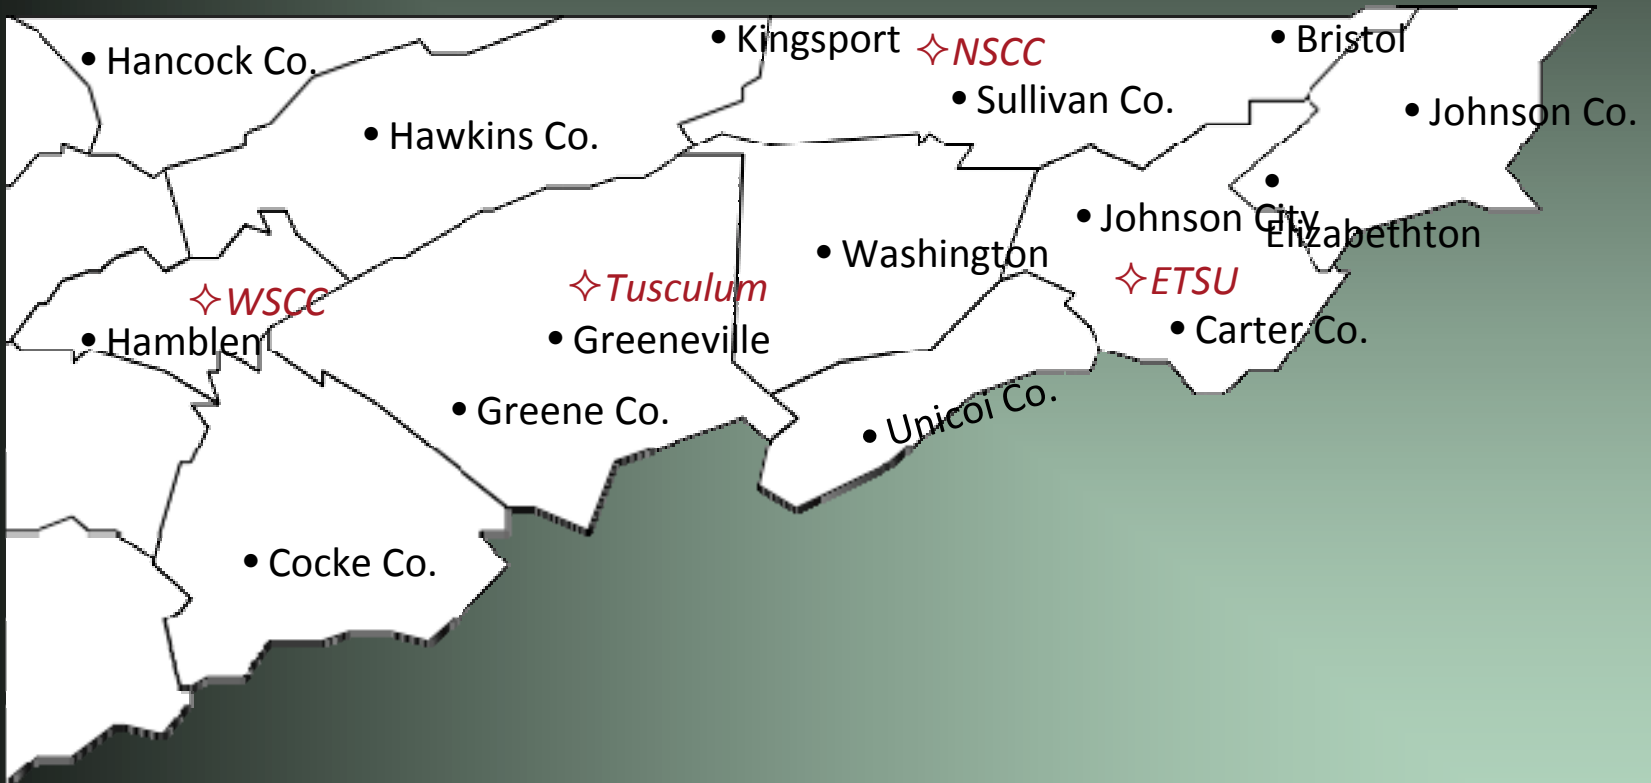 Kingsport
NSCC
Bristol
Hancock Co.
Sullivan Co.
Johnson Co.
Hawkins Co.
Johnson City
Elizabethton
Washington
WSCC
Tusculum
ETSU
Hamblen
Greeneville
Carter Co.
Greene Co.
Unicoi Co.
Cocke Co.